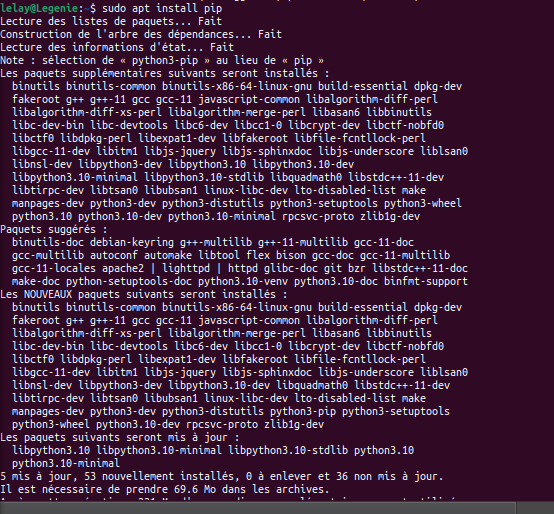 lelay@Legenie:~$ sudo apt install pip
Lecture des listes de paquets... Fait
Construction de l'arbre des dépendances... Fait
Lecture des informations d'état... Fait
Note : sélection de « python3-pip » au lieu de « pip »
Les paquets supplémentaires suivants seront installés :
binutils binutils-common binutils-x86-64-linux-gnu build-essential dpkg-dev
fakeroot g++ g++-11 gcc gcc-11 javascript-common libalgorithm-diff-perl
libalgorithm-diff-xs-perl libalgorithm-merge-perl libasan6 libbinutils
libc-dev-bin libc-devtools libc6-dev libcc1-0 libcrypt-dev libctf-nobfd0
libctf0 libdpkg-perl libexpat1-dev libfakeroot libfile-fcntllock-perl
libgcc-11-dev libitm1 libjs-jquery libjs-sphinxdoc libjs-underscore liblsan0
libnsl-dev libpython3-dev libpython3.10 libpython3.10-dev
libpython3.10-minimal libpython3.10-stdlib libquadmath0 libstdc++-11-dev
libtirpc-dev libtsan0 libubsan1 linux-libc-dev lto-disabled-list make
manpages-dev python3-dev python3-distutils python3-setuptools python3-wheel
python3.10 python3.10-dev python3.10-minimal rpcsvc-proto zlib1g-dev
Paquets suggérés :
binutils-doc debian-keyring g++-multilib g++-11-multilib gcc-11-doc
gcc-multilib autoconf automake libtool flex bison gcc-doc gcc-11-multilib
gcc-11-locales apache2 | lighttpd | httpd glibc-doc git bzr libstdc++-11-doc
make-doc python-setuptools-doc python3.10-venv python3.10-doc binfmt-support
Les NOUVEAUX paquets suivants seront installés :
binutils binutils-common binutils-x86-64-linux-gnu build-essential dpkg-dev
fakeroot g++ g++-11 gcc gcc-11 javascript-common libalgorithm-diff-perl
libalgorithm-diff-xs-perl libalgorithm-merge-perl libasan6 libbinutils
libc-dev-bin libc-devtools libc6-dev libcc1-0 libcrypt-dev libctf-nobfd0
libctf0 libdpkg-perl libexpat1-dev libfakeroot libfile-fcntllock-perl
libgcc-11-dev libitm1 libjs-jquery libjs-sphinxdoc libjs-underscore liblsan0
libnsl-dev libpython3-dev libpython3.10-dev libquadmath0 libstdc++-11-dev
libtirpc-dev libtsan0 libubsan1 linux-libc-dev lto-disabled-list make
manpages-dev python3-dev python3-distutils python3-pip python3-setuptools
python3-wheel python3.10-dev rpcsvc-proto zlib1g-dev
Les paquets suivants seront mis à jour :
libpython3.10 libpython3.10-minimal libpython3.10-stdlib python3.10
python3.10-minimal
5 mis à jour, 53 nouvellement installés, 0 à enlever et 36 non mis à jour.
Il est nécessaire de prendre 69.6 Mo dans les archives.